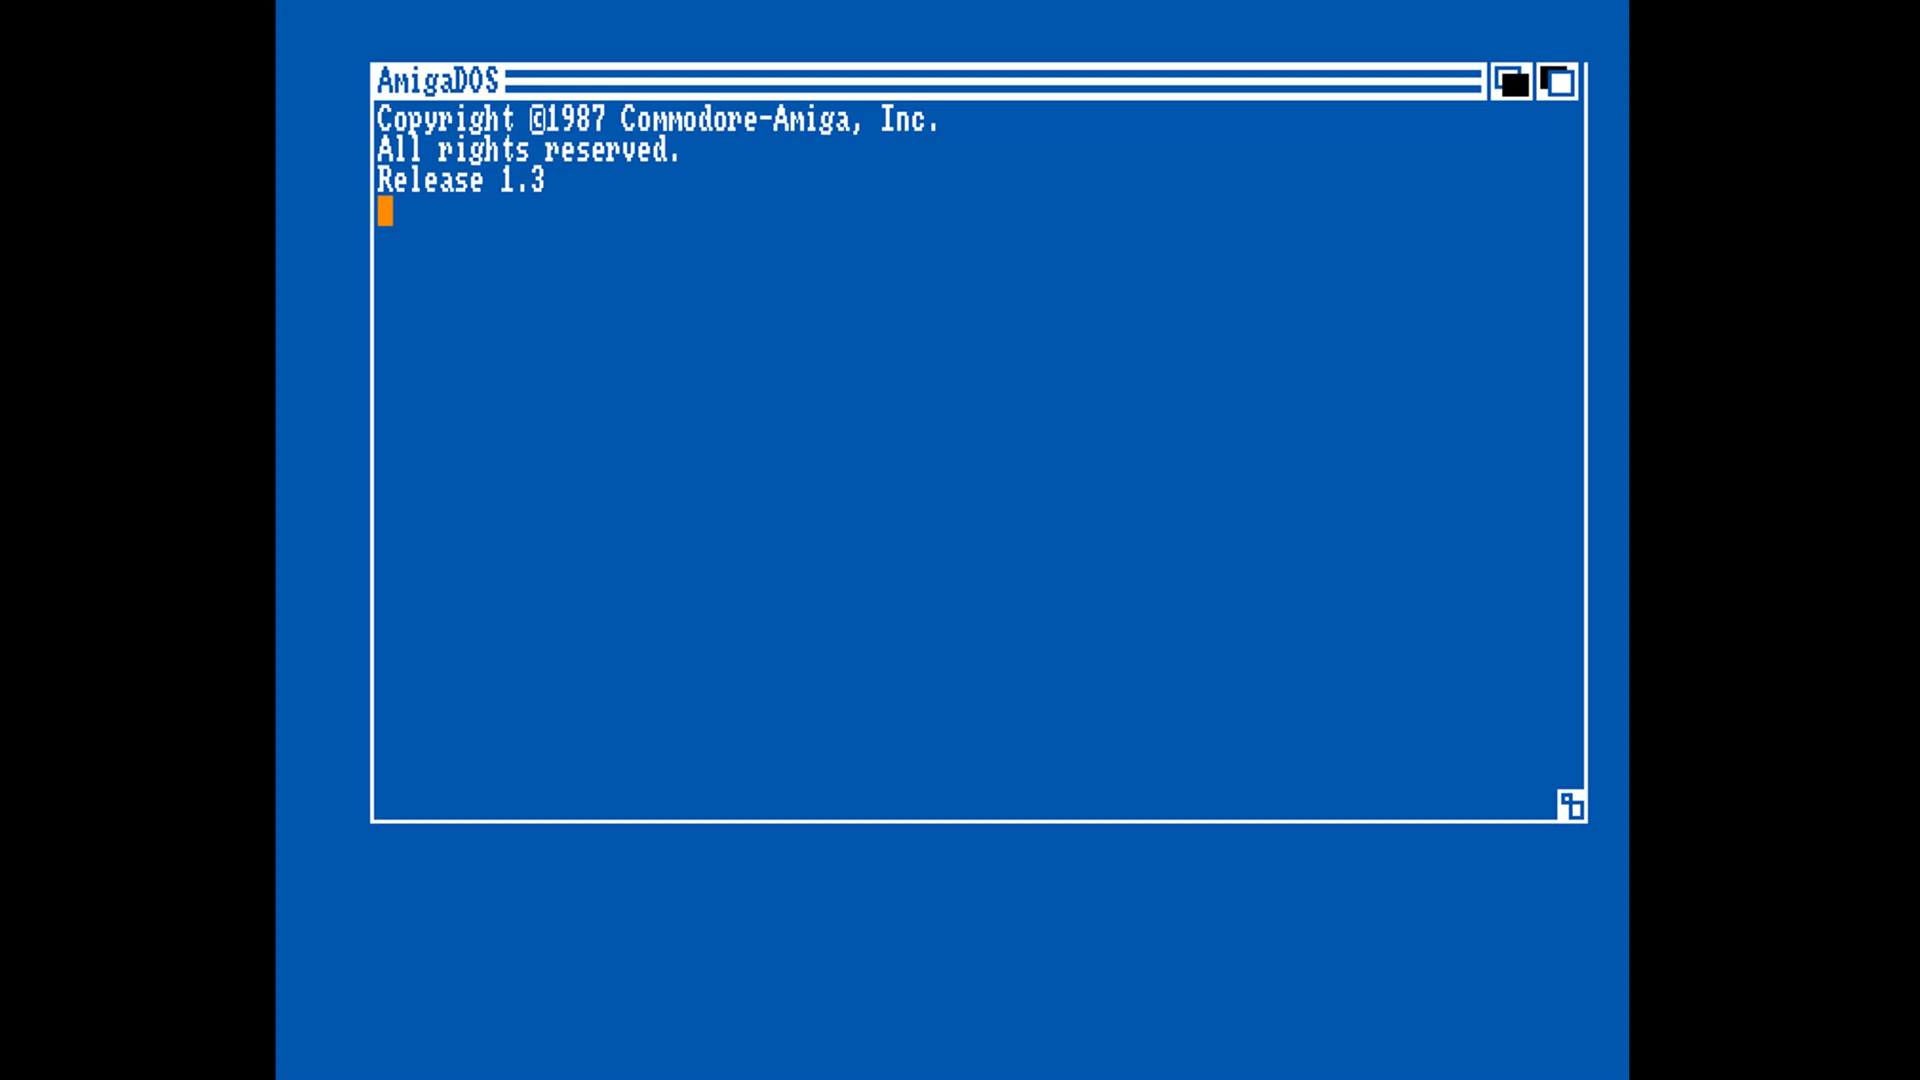 AmigaDOS
Copyright ©1987 Commodore-Amiga, Inc.
All rights reserved.
Release 1.3